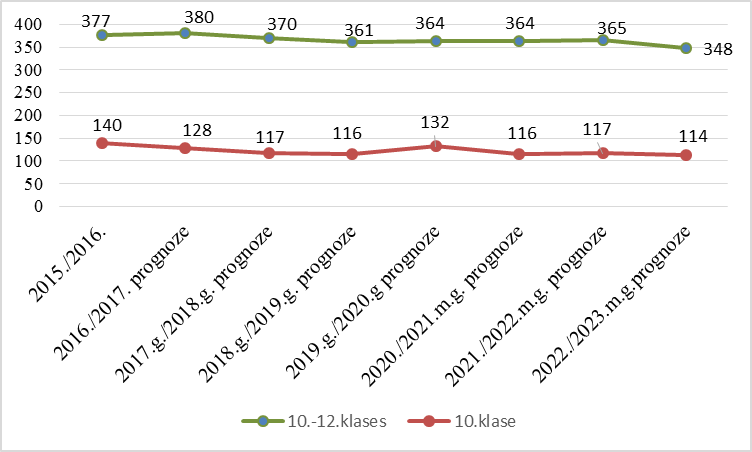 400
350
300
250
200
150
100
50
0
377
380
370
361
364
364
365
348
140
128
117
116
132
116
117
114
2015./2016.
2016./2017. prognoze
2017.g./2018.g. prognoze
2018.g./2019.g. prognoze
2019.g./2020.g prognoze
2020./2021.m.g. prognoze
2021./2022.m.g. prognoze
2022./2023.m.g.prognoze
10.-12.klases
10.klase